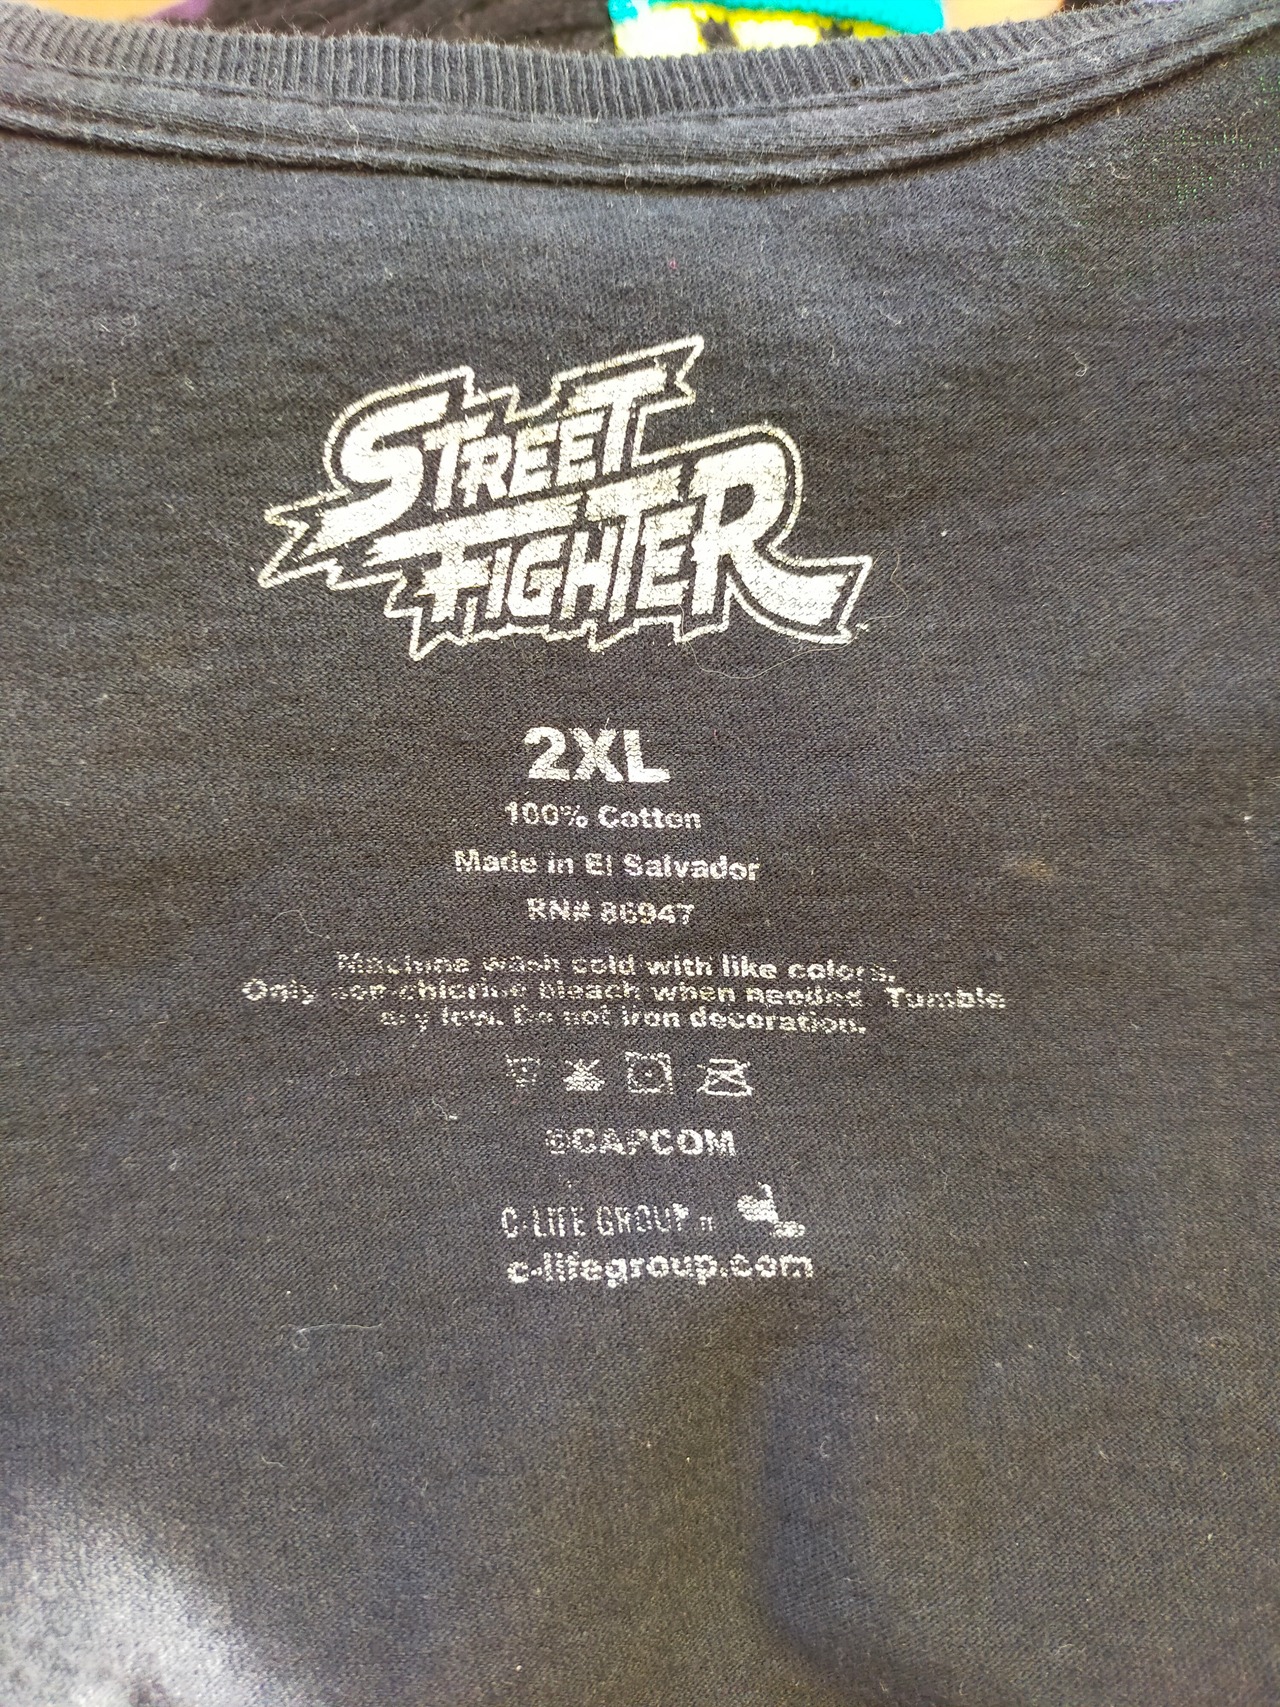 STREET
FIGHTER
2XL
100% Cotton
Made in El Salvador
RN# 86947
Machine wash cold with like colors.
Only non-chlorine bleach when needed. Tumble
dry low. Do not iron decoration.
©CAPCOM
C-LIFE GROUP
c-lifegroup.com